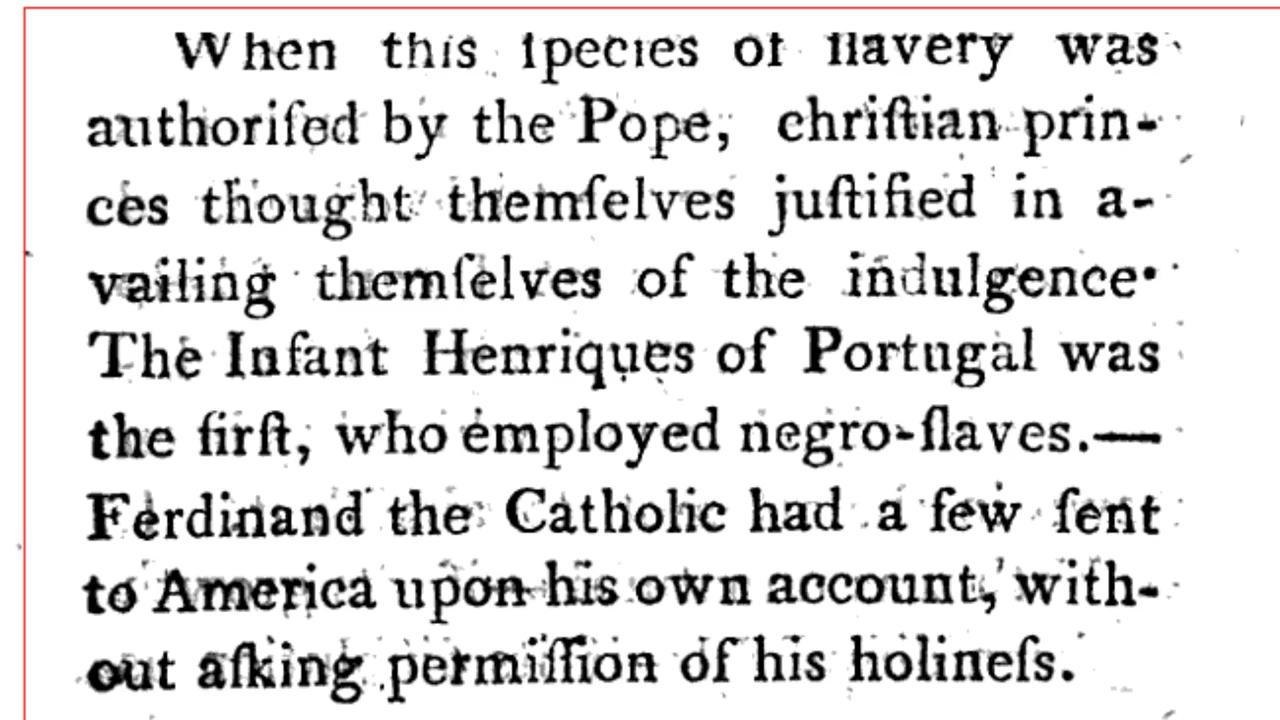 When this ſpecies of ſlavery was
authoriſed by the Pope, chriſtian prin-
ces thought themſelves juſtified in a-
vailing themſelves of the indulgence.
The Infant Henriques of Portugal was
the firſt, who employed negro-ſlaves.—
Ferdinand the Catholic had a few ſent
to America upon his own account, with-
out aſking permiſſion of his holineſs.